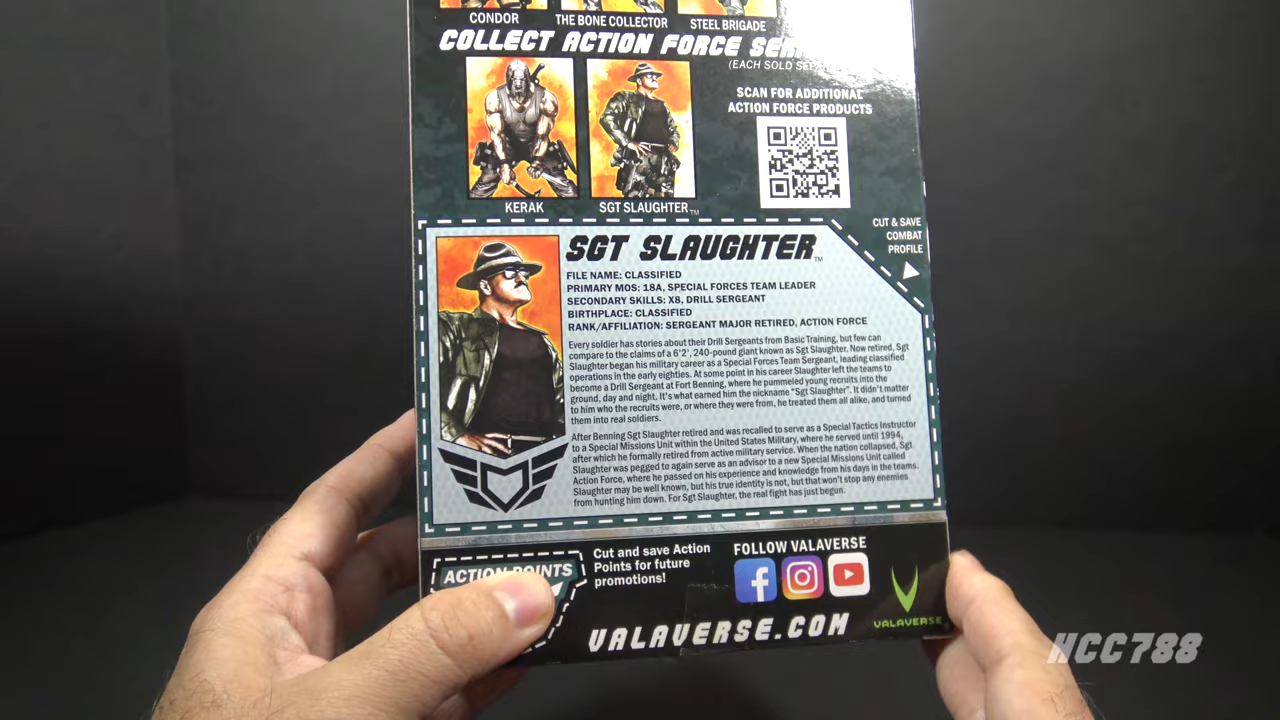 CONDOR
THE BONE COLLECTOR
STEEL BRIGADE
COLLECT ACTION FORCE
(EACH SOLD
KERAK
SGT SLAUGHTER™
SCAN FOR ADDITIONAL
ACTION FORCE PRODUCTS
CUT & SAVE
COMBAT
PROFILE
SGT SLAUGHTER™
FILE NAME: CLASSIFIED
PRIMARY MOS: 18A, SPECIAL FORCES TEAM LEADER
SECONDARY SKILLS: X8, DRILL SERGEANT
BIRTHPLACE: CLASSIFIED
RANK/AFFILIATION: SERGEANT MAJOR RETIRED, ACTION FORCE
Every soldier has stories about their Drill Sergeants from Basic Training, but few can
compare to the claims of a 6'2', 240-pound giant known as Sgt Slaughter. Now retired, Sgt
Slaughter began his military career as a Special Forces Team Sergeant, leading classified
operations in the early eighties. At some point in his career Slaughter left the teams to
become a Drill Sergeant at Fort Benning, where he pummeled young recruits into the
ground, day and night. It's what earned him the nickname "Sgt Slaughter". It didn't matter
to him who the recruits were, or where they were from, he treated them all alike, and turned
them into real soldiers.
After Benning Sgt Slaughter retired and was recalled to serve as a Special Tactics Instructor
to a Special Missions Unit within the United States Military, where he served until 1994,
after which he formally retired from active military service. When the nation collapsed, Sgt
Slaughter was pegged to again serve as an advisor to a new Special Missions Unit called
Action Force, where he passed on his experience and knowledge from his days in the teams.
Slaughter may be well known, but his true identity is not, but that won't stop any enemies
from hunting him down. For Sgt Slaughter, the real fight has just begun.
ACTION POINTS
Cut and save Action
Points for future
promotions!
FOLLOW VALAVERSE
VALAVERSE.COM
VALAVERSE
HCC788